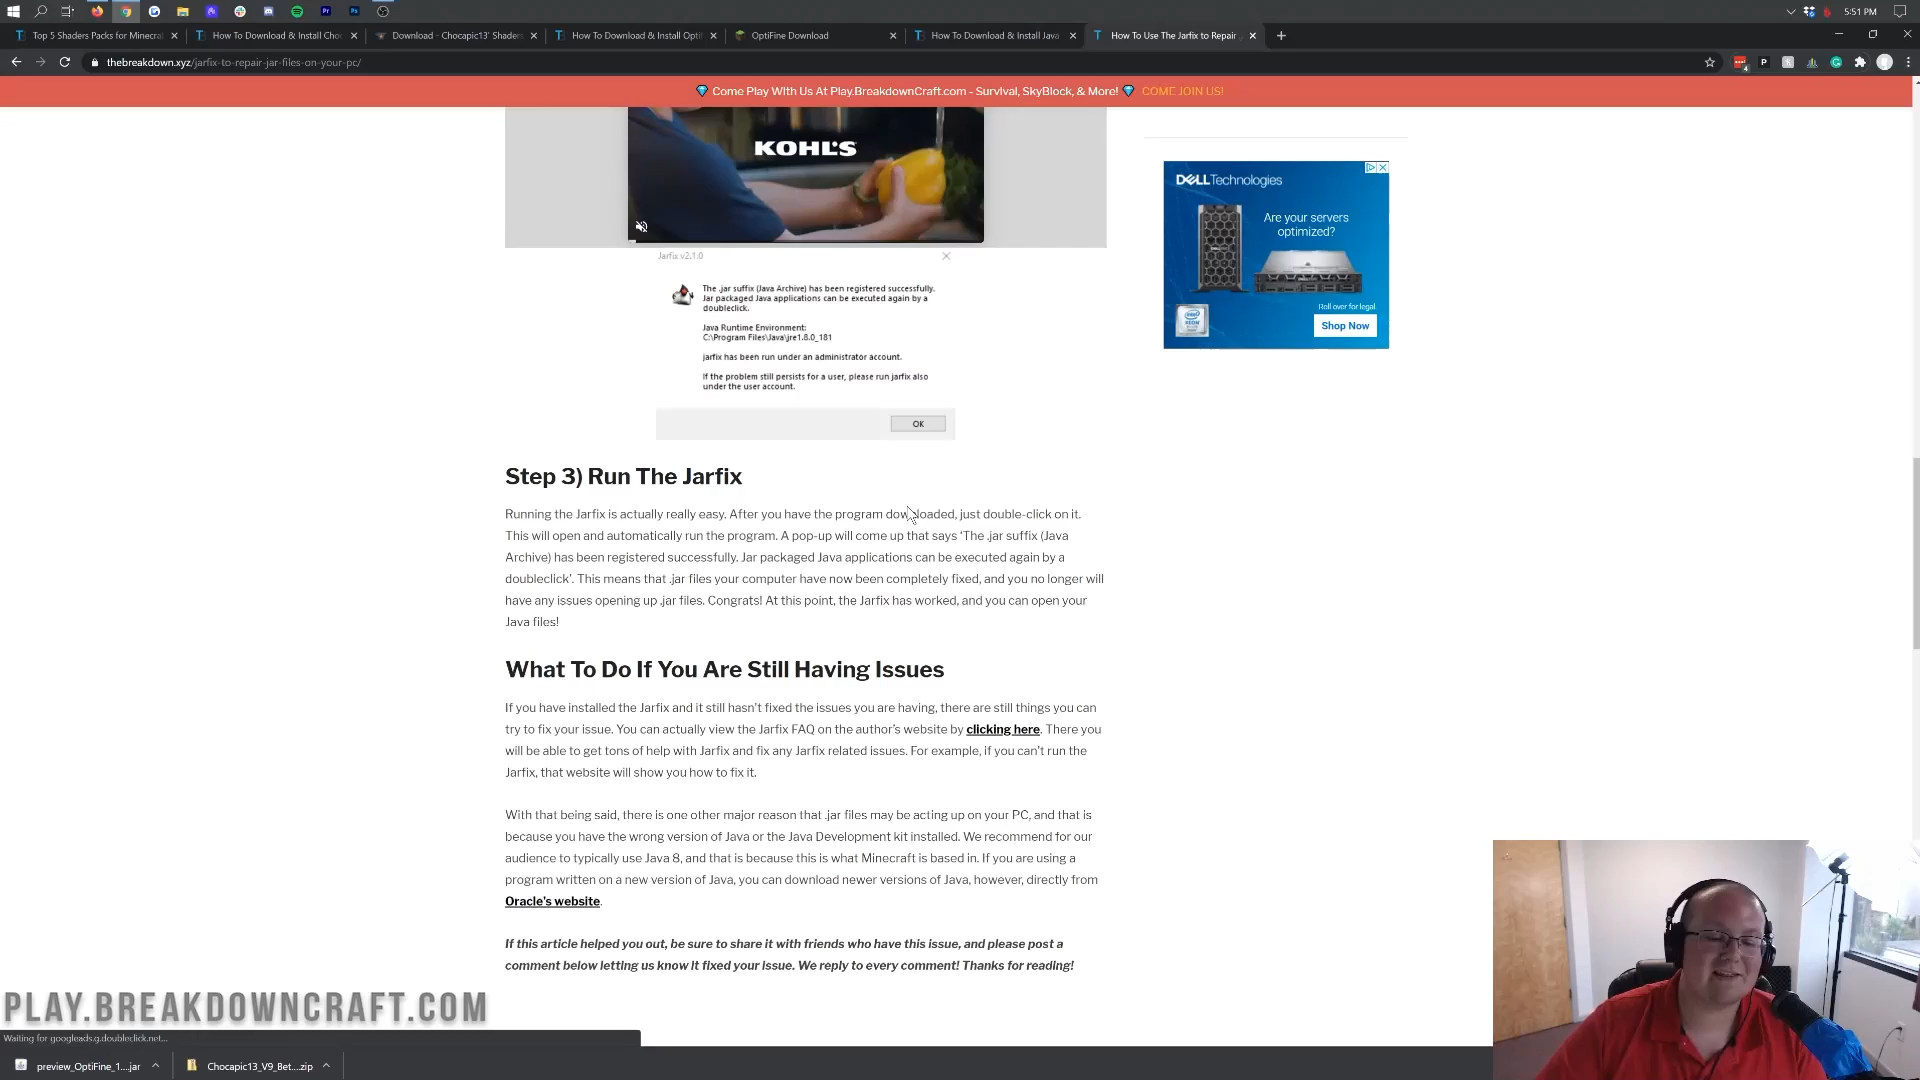 5:51 PM
Top 5 Shaders Packs for Minecra
How To Download & Install Choc
Download - Chocapic13' Shaders
How To Download & Install Opti
OptiFine Download
How To Download & Install Java
How To Use The Jarfix to Repair
thebreakdown.xyz/jarfix-to-repair-jar-files-on-your-pc/
Come Play With Us At Play.BreakdownCraft.com - Survival, SkyBlock, & More! COME JOIN US!
KOHL'S
DELL Technologies
Are your servers
optimized?
Roll over for legal
Shop Now
intel
XEON
Jarfix v2.1.0
The .jar suffix (Java Archive) has been registered successfully.
Jar packaged Java applications can be executed again by a
doubleclick.
Java Runtime Environment:
C:\Program Files\Java\jre1.8.0_181
jarfix has been run under an administrator account.
If the problem still persists for a user, please run jarfix also
under the user account.
OK
Step 3) Run The Jarfix
Running the Jarfix is actually really easy. After you have the program downloaded, just double-click on it.
This will open and automatically run the program. A pop-up will come up that says ‘The .jar suffix (Java
Archive) has been registered successfully. Jar packaged Java applications can be executed again by a
doubleclick’. This means that .jar files your computer have now been completely fixed, and you no longer will
have any issues opening up .jar files. Congrats! At this point, the Jarfix has worked, and you can open your
Java files!
What To Do If You Are Still Having Issues
If you have installed the Jarfix and it still hasn’t fixed the issues you are having, there are still things you can
try to fix your issue. You can actually view the Jarfix FAQ on the author’s website by clicking here. There you
will be able to get tons of help with Jarfix and fix any Jarfix related issues. For example, if you can’t run the
Jarfix, that website will show you how to fix it.
With that being said, there is one other major reason that .jar files may be acting up on your PC, and that is
because you have the wrong version of Java or the Java Development kit installed. We recommend for our
audience to typically use Java 8, and that is because this is what Minecraft is based in. If you are using a
program written on a new version of Java, you can download newer versions of Java, however, directly from
Oracle’s website.
If this article helped you out, be sure to share it with friends who have this issue, and please post a
comment below letting us know it fixed your issue. We reply to every comment! Thanks for reading!
PLAY.BREAKDOWNCRAFT.COM
Waiting for googleads.g.doubleclick.net...
preview_OptiFine_1....jar
Chocapic13_V9_Bet....zip